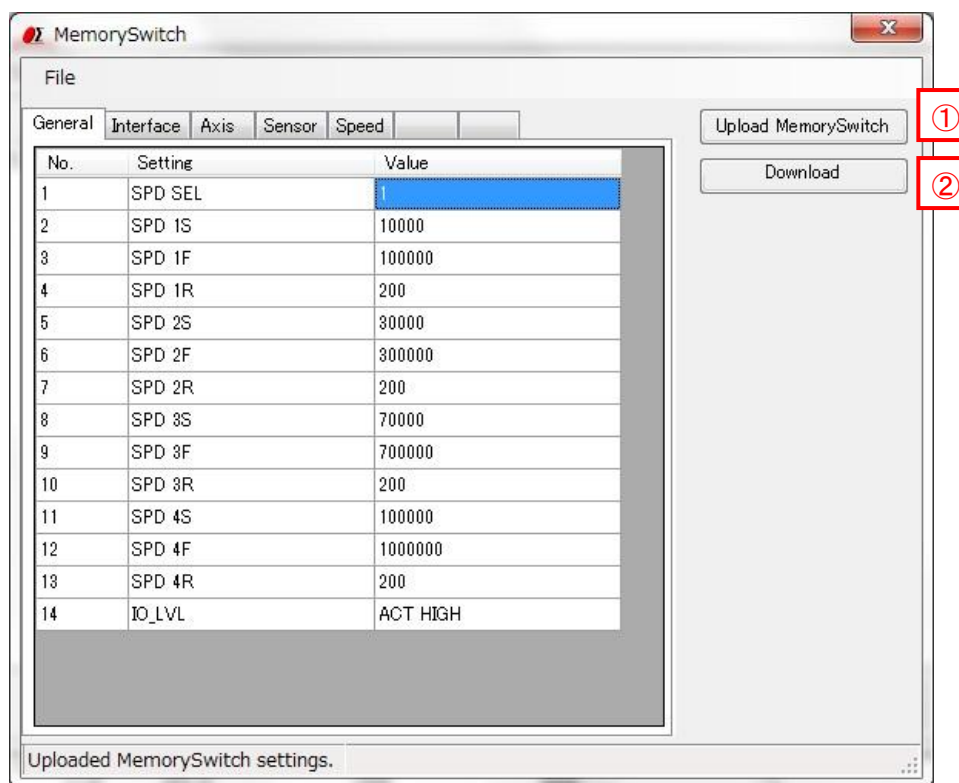 MemorySwitch
File
General Interface Axis Sensor Speed
Upload MemorySwitch ①
Download ②
No. Setting Value
1 SPD SEL 1
2 SPD 1S 10000
3 SPD 1F 100000
4 SPD 1R 200
5 SPD 2S 30000
6 SPD 2F 300000
7 SPD 2R 200
8 SPD 3S 70000
9 SPD 3F 700000
10 SPD 3R 200
11 SPD 4S 100000
12 SPD 4F 1000000
13 SPD 4R 200
14 IO_LVL ACT HIGH
Uploaded MemorySwitch settings.